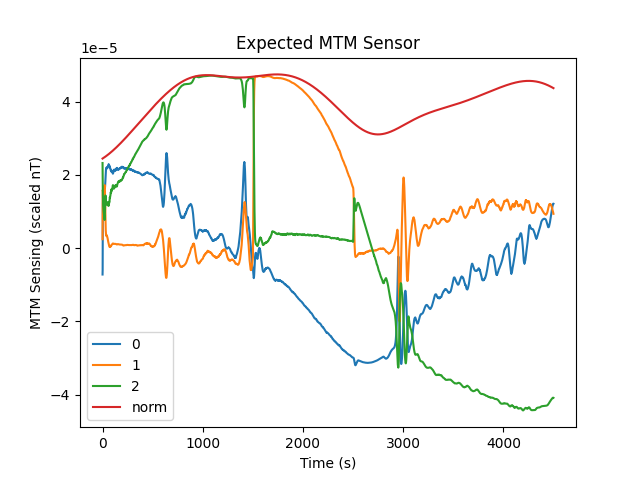 Expected MTM Sensor
1e−5
MTM Sensing (scaled nT)
4
2
0
−2
−4
0
1
2
norm
0 1000 2000 3000 4000
Time (s)